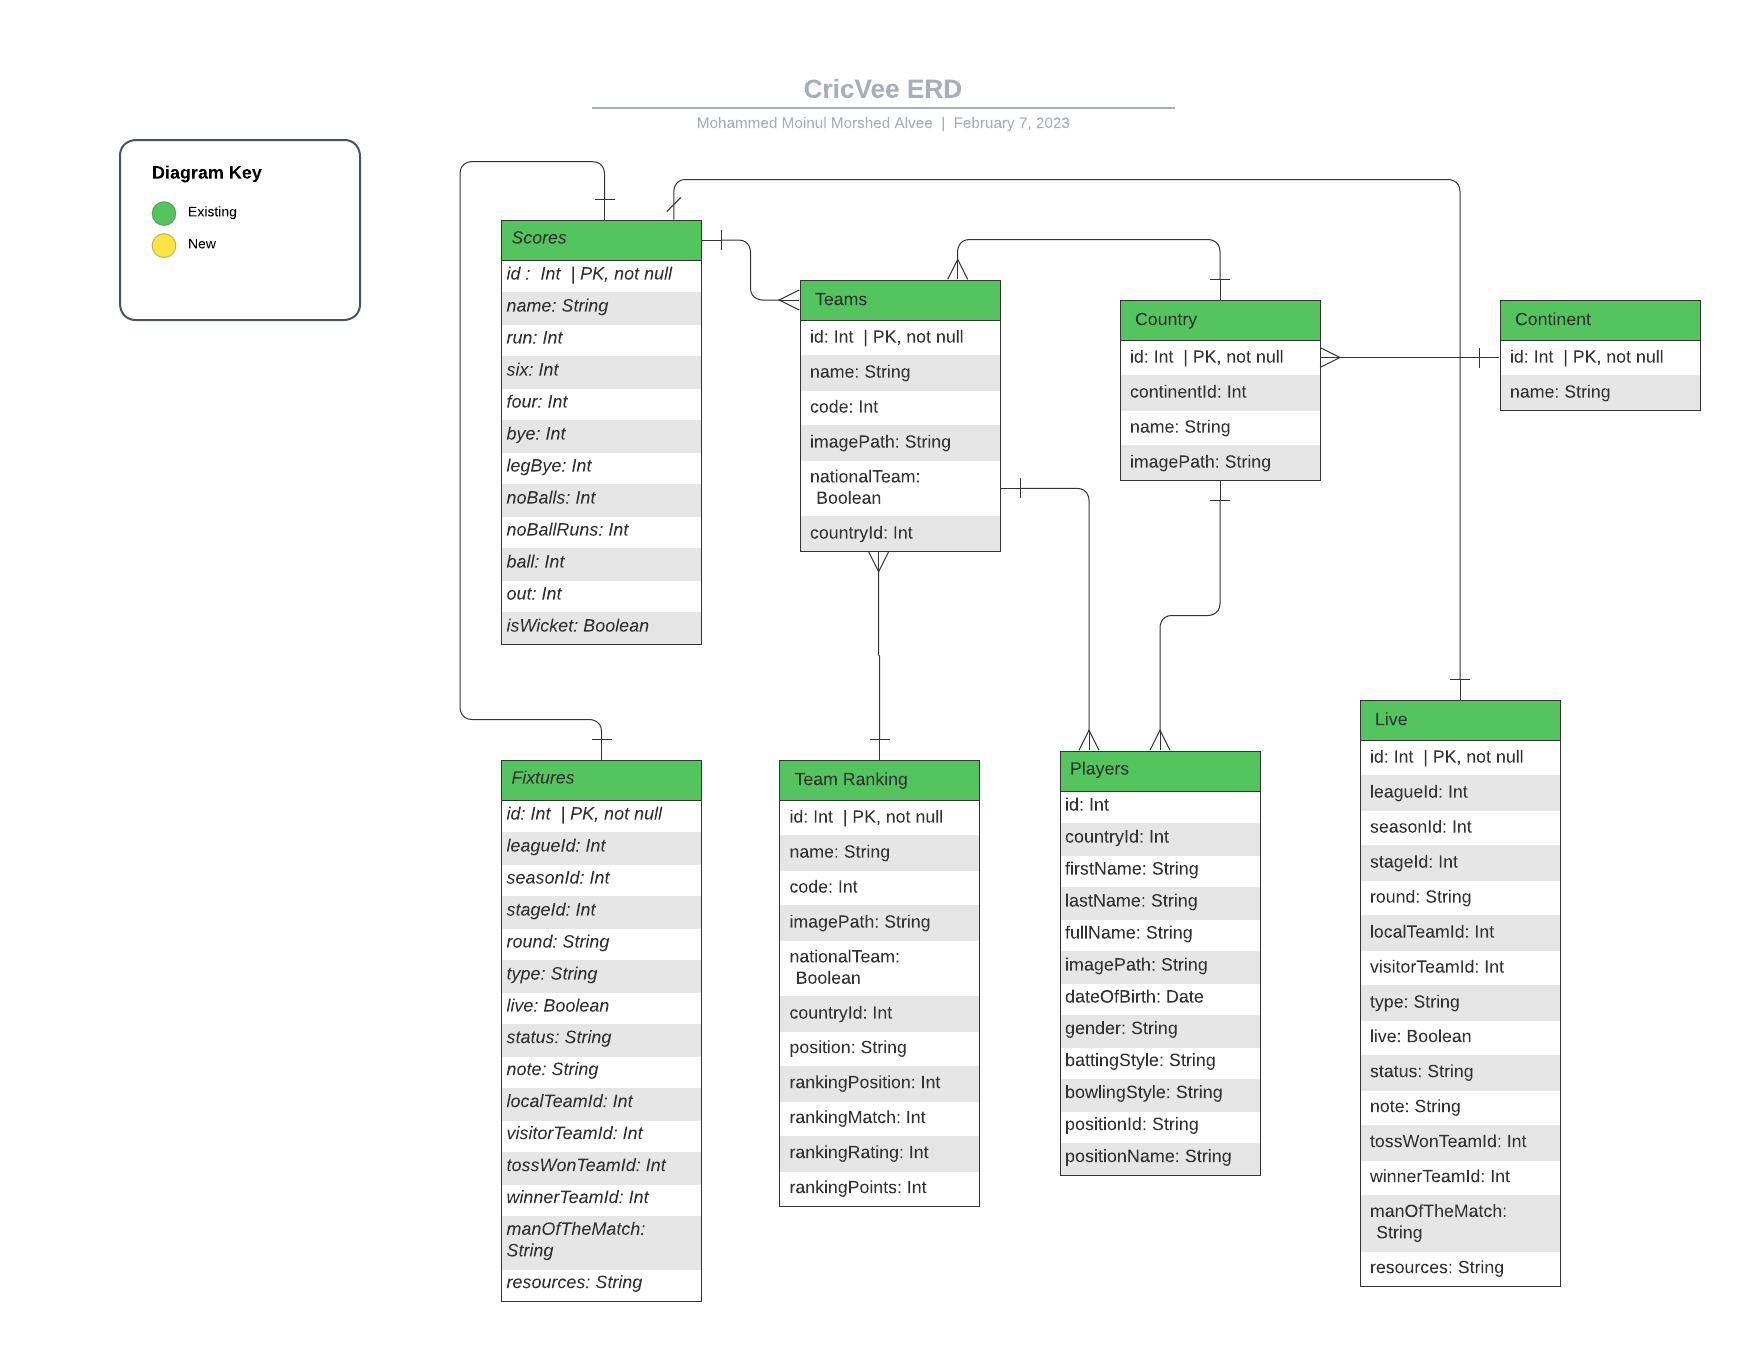 CricVee ERD
Mohammed Moinul Morshed Alvee | February 7, 2023
Diagram Key
Existing
New
Scores
id : Int | PK, not null
name: String
run: Int
six: Int
four: Int
bye: Int
legBye: Int
noBalls: Int
noBallRuns: Int
ball: Int
out: Int
isWicket: Boolean
Teams
id: Int | PK, not null
name: String
code: Int
imagePath: String
nationalTeam:
Boolean
countryId: Int
Country
id: Int | PK, not null
continentId: Int
name: String
imagePath: String
Continent
id: Int | PK, not null
name: String
Fixtures
id: Int | PK, not null
leagueId: Int
seasonId: Int
stageId: Int
round: String
type: String
live: Boolean
status: String
note: String
localTeamId: Int
visitorTeamId: Int
tossWonTeamId: Int
winnerTeamId: Int
manOfTheMatch:
String
resources: String
Team Ranking
id: Int | PK, not null
name: String
code: Int
imagePath: String
nationalTeam:
Boolean
countryId: Int
position: String
rankingPosition: Int
rankingMatch: Int
rankingRating: Int
rankingPoints: Int
Players
id: Int
countryId: Int
firstName: String
lastName: String
fullName: String
imagePath: String
dateOfBirth: Date
gender: String
battingStyle: String
bowlingStyle: String
positionId: String
positionName: String
Live
id: Int | PK, not null
leagueId: Int
seasonId: Int
stageId: Int
round: String
localTeamId: Int
visitorTeamId: Int
type: String
live: Boolean
status: String
note: String
tossWonTeamId: Int
winnerTeamId: Int
manOfTheMatch:
String
resources: String